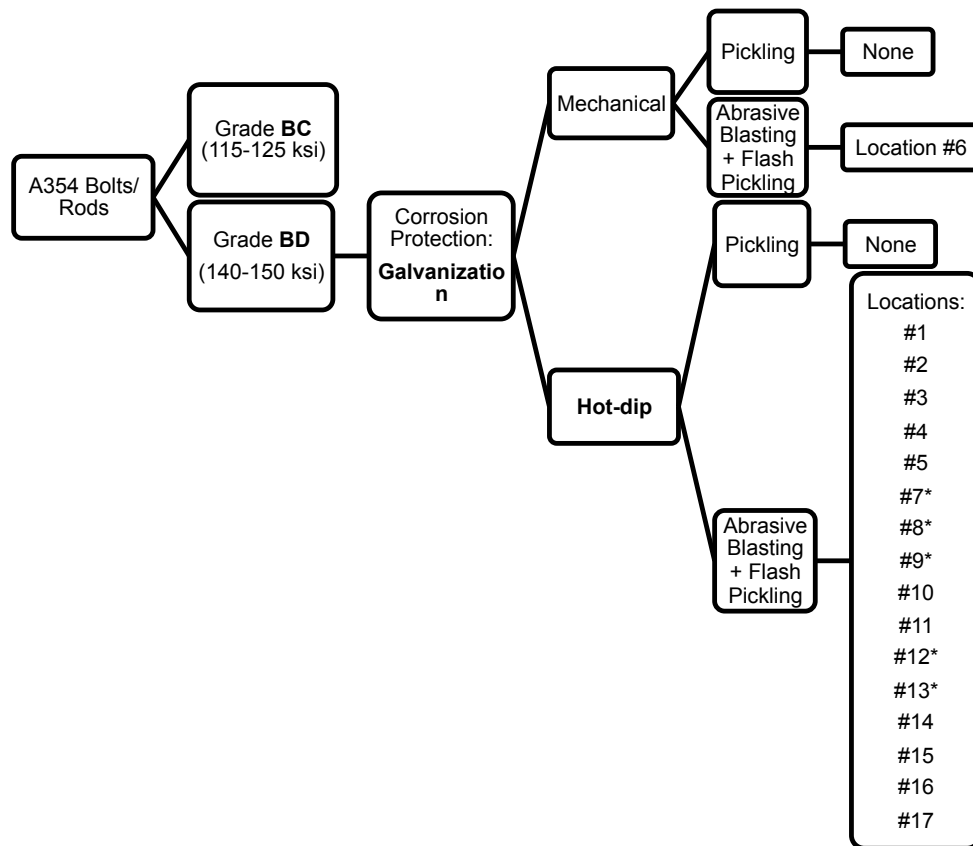 A354 Bolts/
Rods
Grade BC
(115-125 ksi)
Grade BD
(140-150 ksi)
Corrosion
Protection:
Galvanizatio
n
Mechanical
Pickling
None
Abrasive
Blasting
+ Flash
Pickling
Location #6
Hot-dip
Pickling
None
Abrasive
Blasting
+ Flash
Pickling
Locations:
#1
#2
#3
#4
#5
#7*
#8*
#9*
#10
#11
#12*
#13*
#14
#15
#16
#17